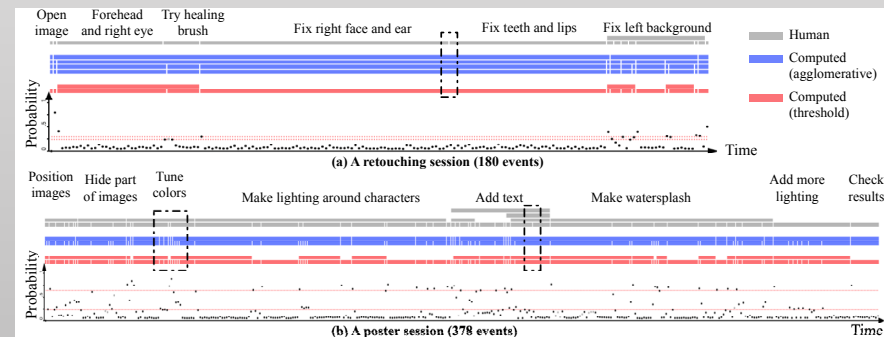 Open image
Forehead and right eye
Try healing brush
Fix right face and ear
Fix teeth and lips
Fix left background
Human
Computed (agglomerative)
Computed (threshold)
Probability
Time
(a) A retouching session (180 events)
Position images
Hide part of images
Tune colors
Make lighting around characters
Add text
Make watersplash
Add more lighting
Check results
Probability
Time
(b) A poster session (378 events)